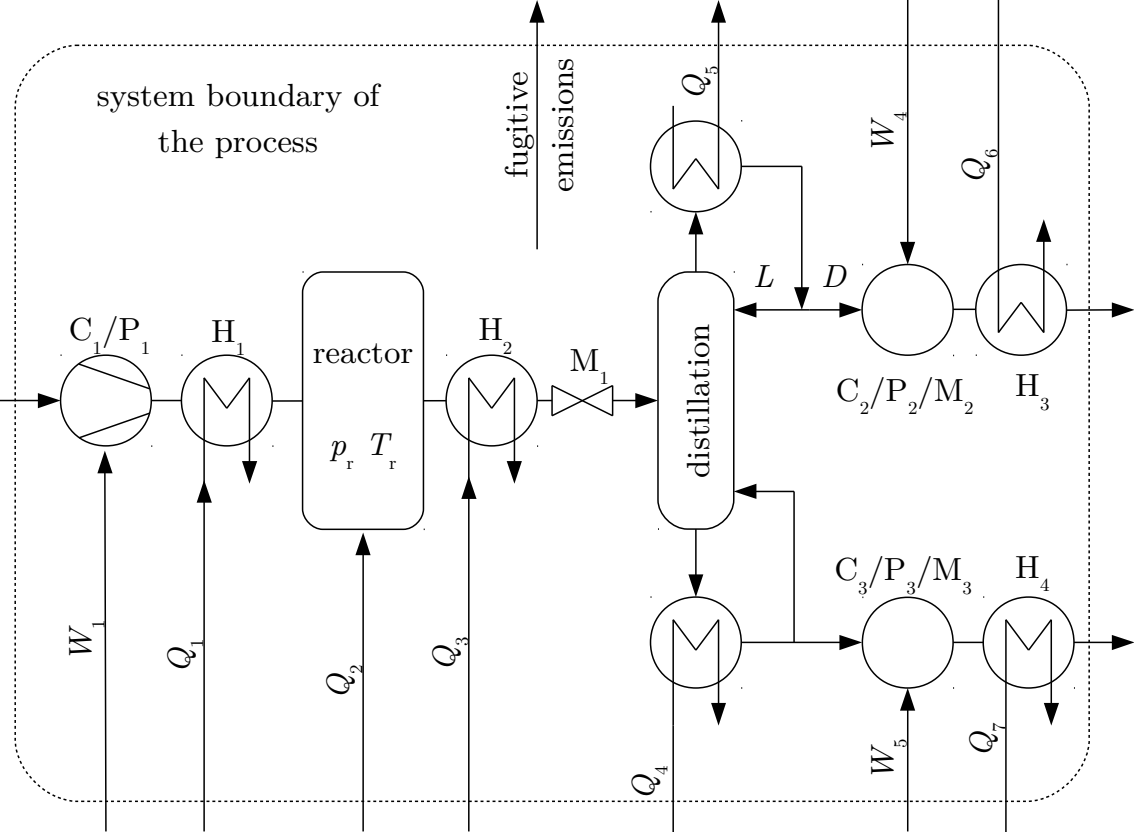 system boundary of
the process
fugitive
emissions
Q₅
W₄
Q₆
L
D
C₁/P₁
H₁
reactor
pᵣ Tᵣ
H₂
M₁
distillation
C₂/P₂/M₂
H₃
C₃/P₃/M₃
H₄
W₁
Q₁
Q₂
Q₃
Q₄
W₅
Q₇